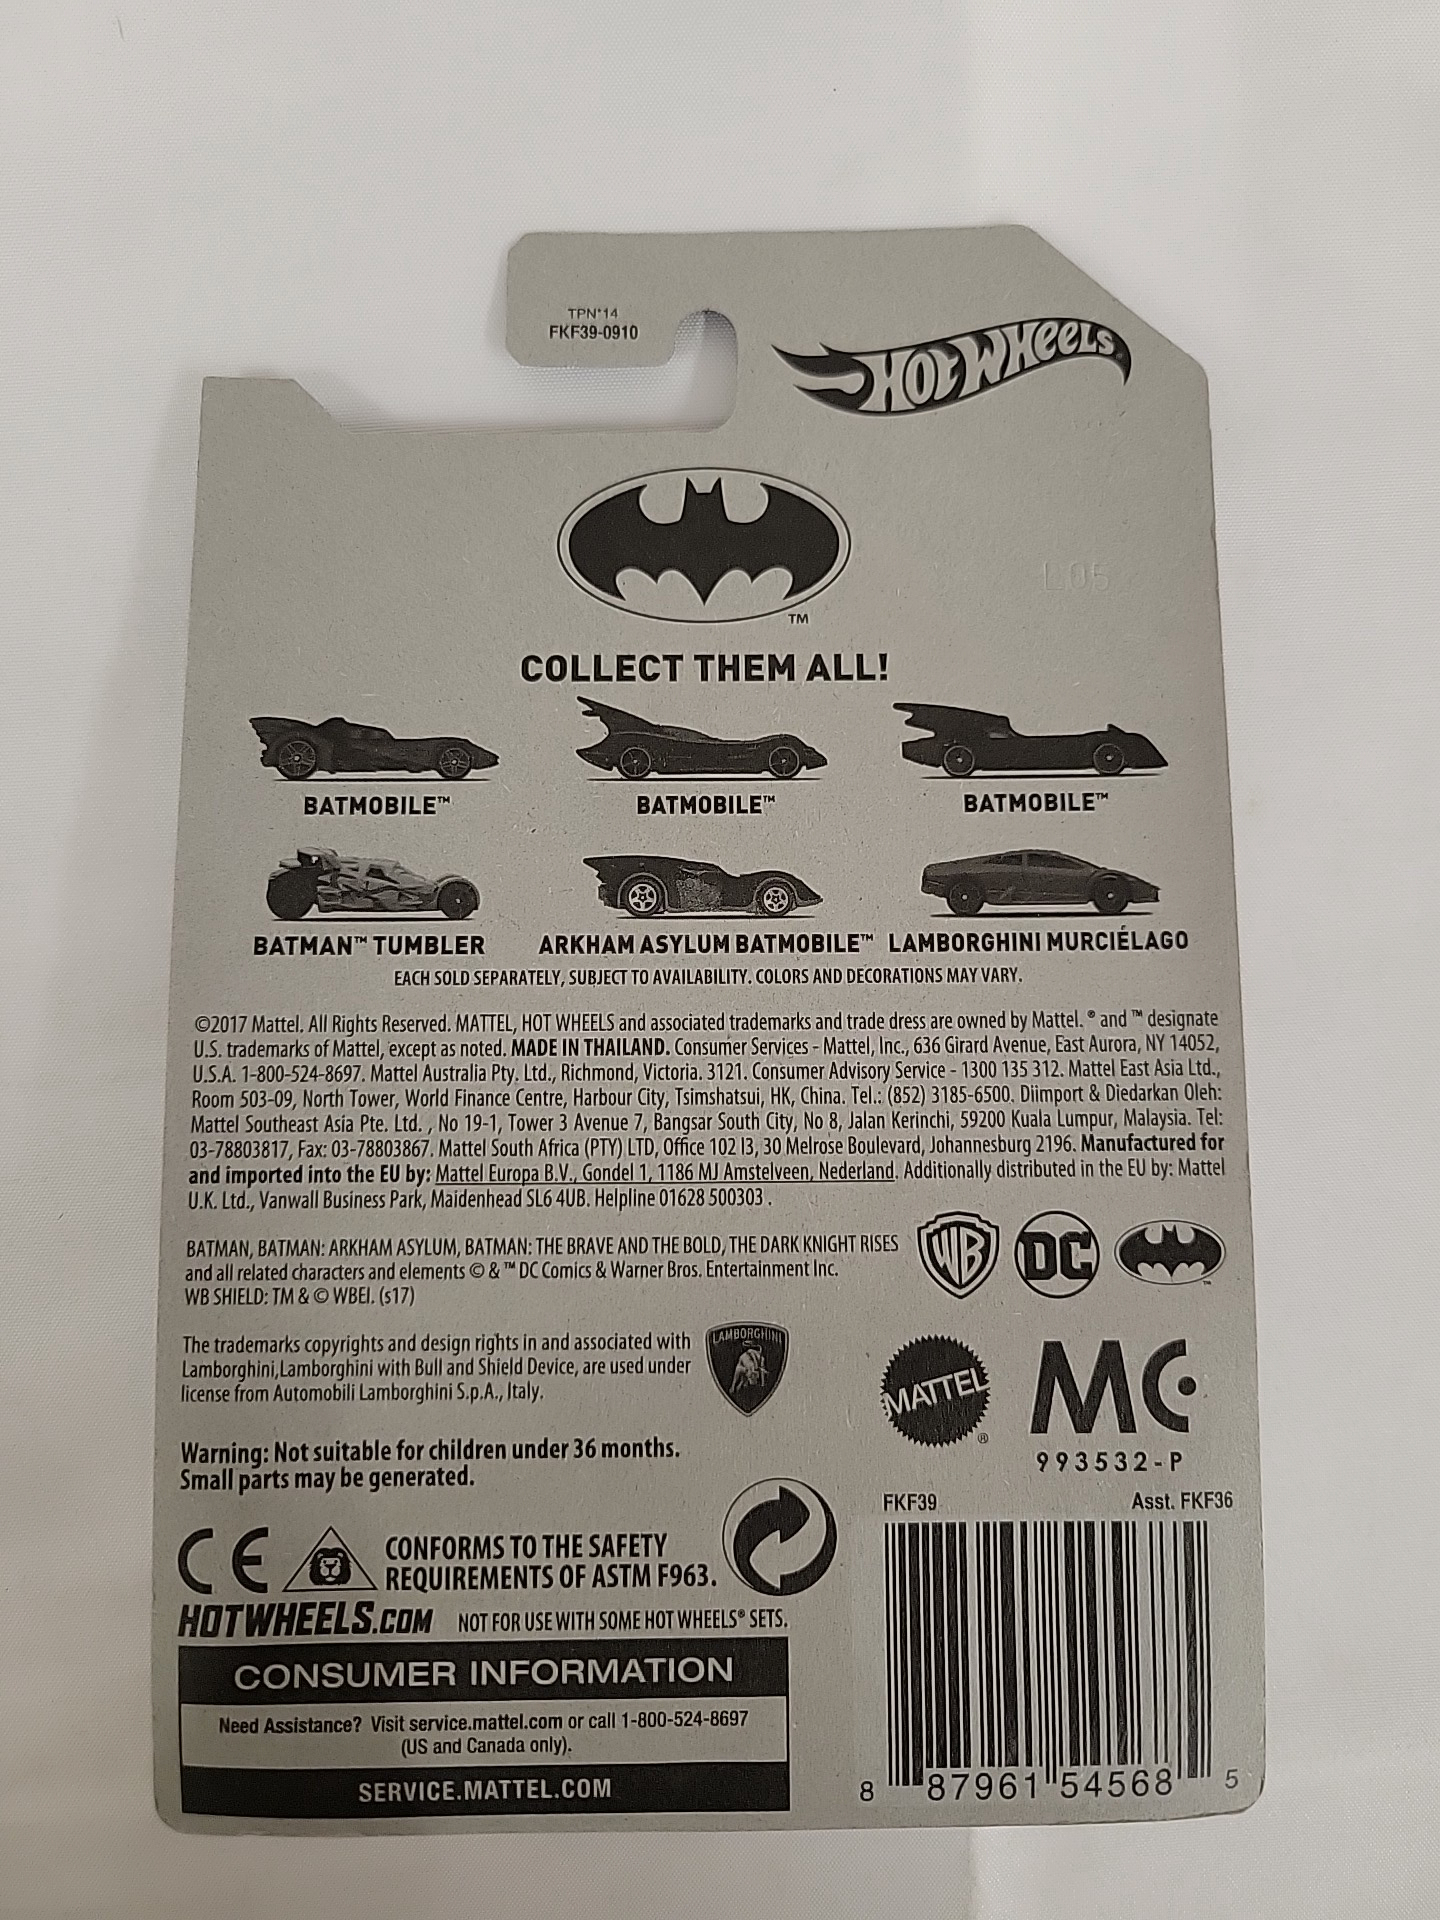 TPN*14
FKF39-0910
HOT WHEELS
L05
TM
COLLECT THEM ALL!
BATMOBILE™ BATMOBILE™ BATMOBILE™
BATMAN™ TUMBLER ARKHAM ASYLUM BATMOBILE™ LAMBORGHINI MURCIÉLAGO
EACH SOLD SEPARATELY, SUBJECT TO AVAILABILITY. COLORS AND DECORATIONS MAY VARY.
©2017 Mattel. All Rights Reserved. MATTEL, HOT WHEELS and associated trademarks and trade dress are owned by Mattel. ® and ™ designate
U.S. trademarks of Mattel, except as noted. MADE IN THAILAND. Consumer Services - Mattel, Inc., 636 Girard Avenue, East Aurora, NY 14052,
U.S.A. 1-800-524-8697. Mattel Australia Pty. Ltd., Richmond, Victoria. 3121. Consumer Advisory Service - 1300 135 312. Mattel East Asia Ltd.,
Room 503-09, North Tower, World Finance Centre, Harbour City, Tsimshatsui, HK, China. Tel.: (852) 3185-6500. Diimport & Diedarkan Oleh:
Mattel Southeast Asia Pte. Ltd. , No 19-1, Tower 3 Avenue 7, Bangsar South City, No 8, Jalan Kerinchi, 59200 Kuala Lumpur, Malaysia. Tel:
03-78803817, Fax: 03-78803867. Mattel South Africa (PTY) LTD, Office 102 I3, 30 Melrose Boulevard, Johannesburg 2196. Manufactured for
and imported into the EU by: Mattel Europa B.V., Gondel 1, 1186 MJ Amstelveen, Nederland. Additionally distributed in the EU by: Mattel
U.K. Ltd., Vanwall Business Park, Maidenhead SL6 4UB. Helpline 01628 500303 .
BATMAN, BATMAN: ARKHAM ASYLUM, BATMAN: THE BRAVE AND THE BOLD, THE DARK KNIGHT RISES
and all related characters and elements © & ™ DC Comics & Warner Bros. Entertainment Inc.
WB SHIELD: TM & © WBEI. (s17)
WB DC ™
The trademarks copyrights and design rights in and associated with
Lamborghini,Lamborghini with Bull and Shield Device, are used under
license from Automobili Lamborghini S.p.A., Italy.
LAMBORGHINI
MATTEL ®
MC
993532-P
Warning: Not suitable for children under 36 months.
Small parts may be generated.
CE
CONFORMS TO THE SAFETY
REQUIREMENTS OF ASTM F963.
HOTWHEELS.COM NOT FOR USE WITH SOME HOT WHEELS® SETS.
CONSUMER INFORMATION
Need Assistance? Visit service.mattel.com or call 1-800-524-8697
(US and Canada only).
SERVICE.MATTEL.COM
FKF39 Asst. FKF36
8 87961 54568 5